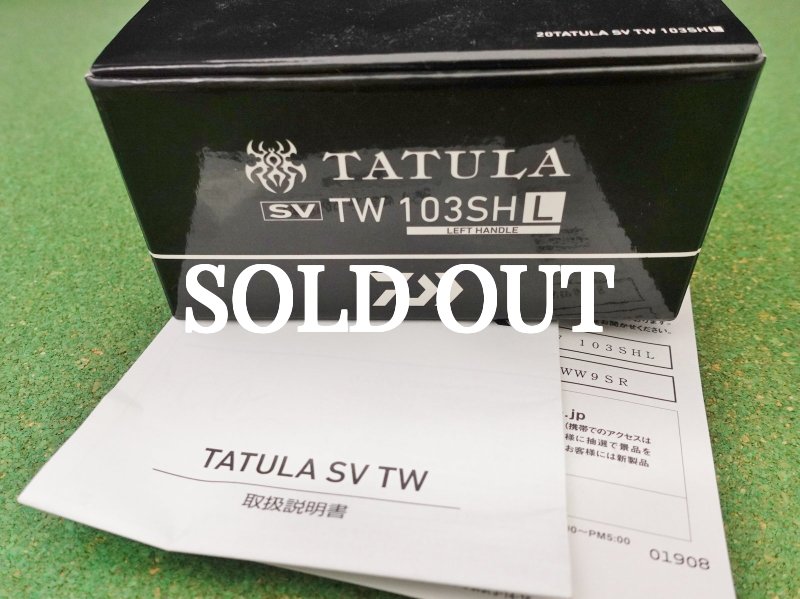 20TATULA SV TW 103SHL
TATULA
SV TW 103SH L
LEFT HANDLE
SOLD OUT
103SHL
WW9SR
.jp
(携帯でのアクセスは
様に抽選で景品を
お客様には新製品
～PM5:00
01908
TATULA SV TW
取扱説明書